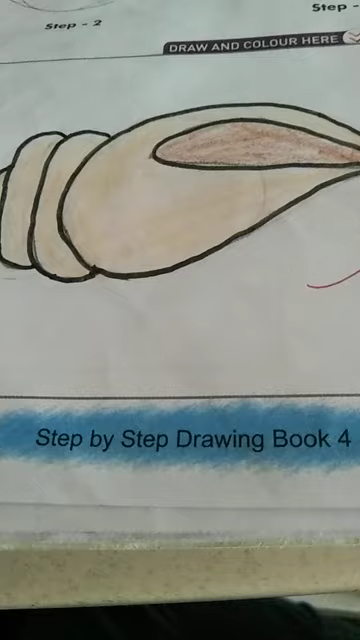 Step -
Step - 2
DRAW AND COLOUR HERE
Step by Step Drawing Book 4